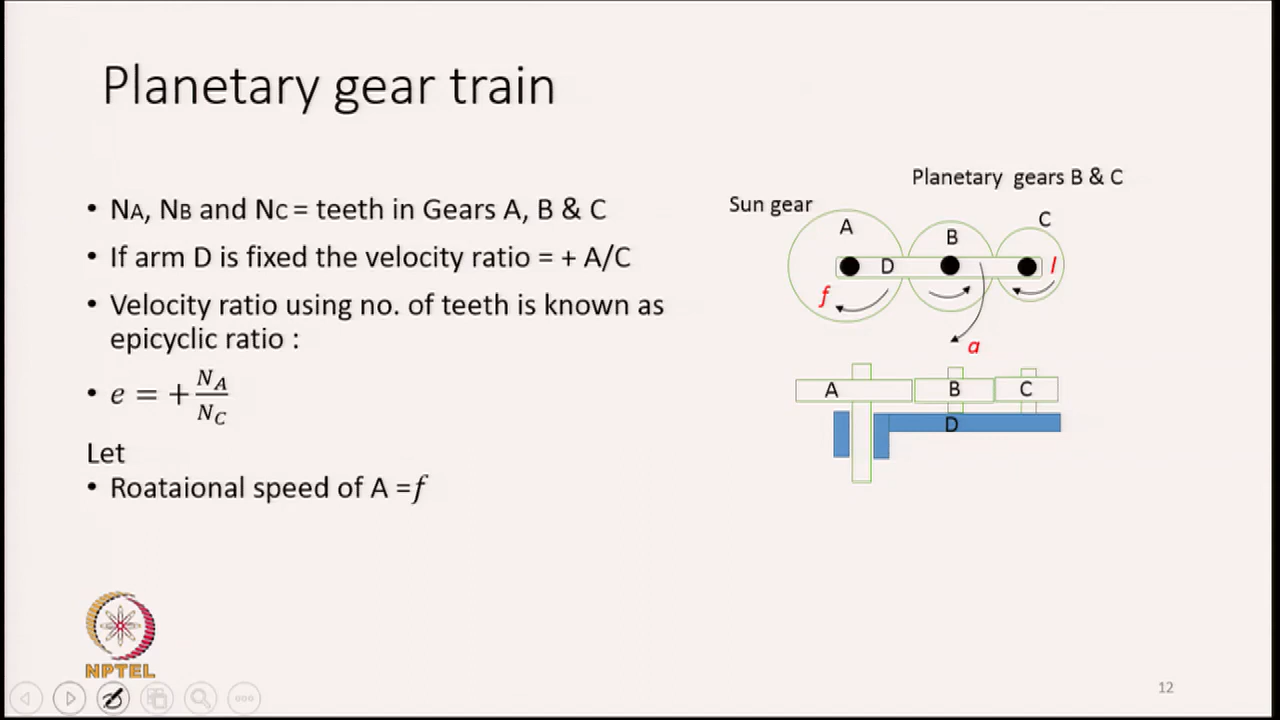 Planetary gear train
• NA, NB and NC = teeth in Gears A, B & C
• If arm D is fixed the velocity ratio = + A/C
• Velocity ratio using no. of teeth is known as
epicyclic ratio :
• e = + N_A/N_C
Let
• Roataional speed of A =f
Planetary gears B & C
Sun gear
A
B
C
D
f
l
a
A
B
C
D
NPTEL
12